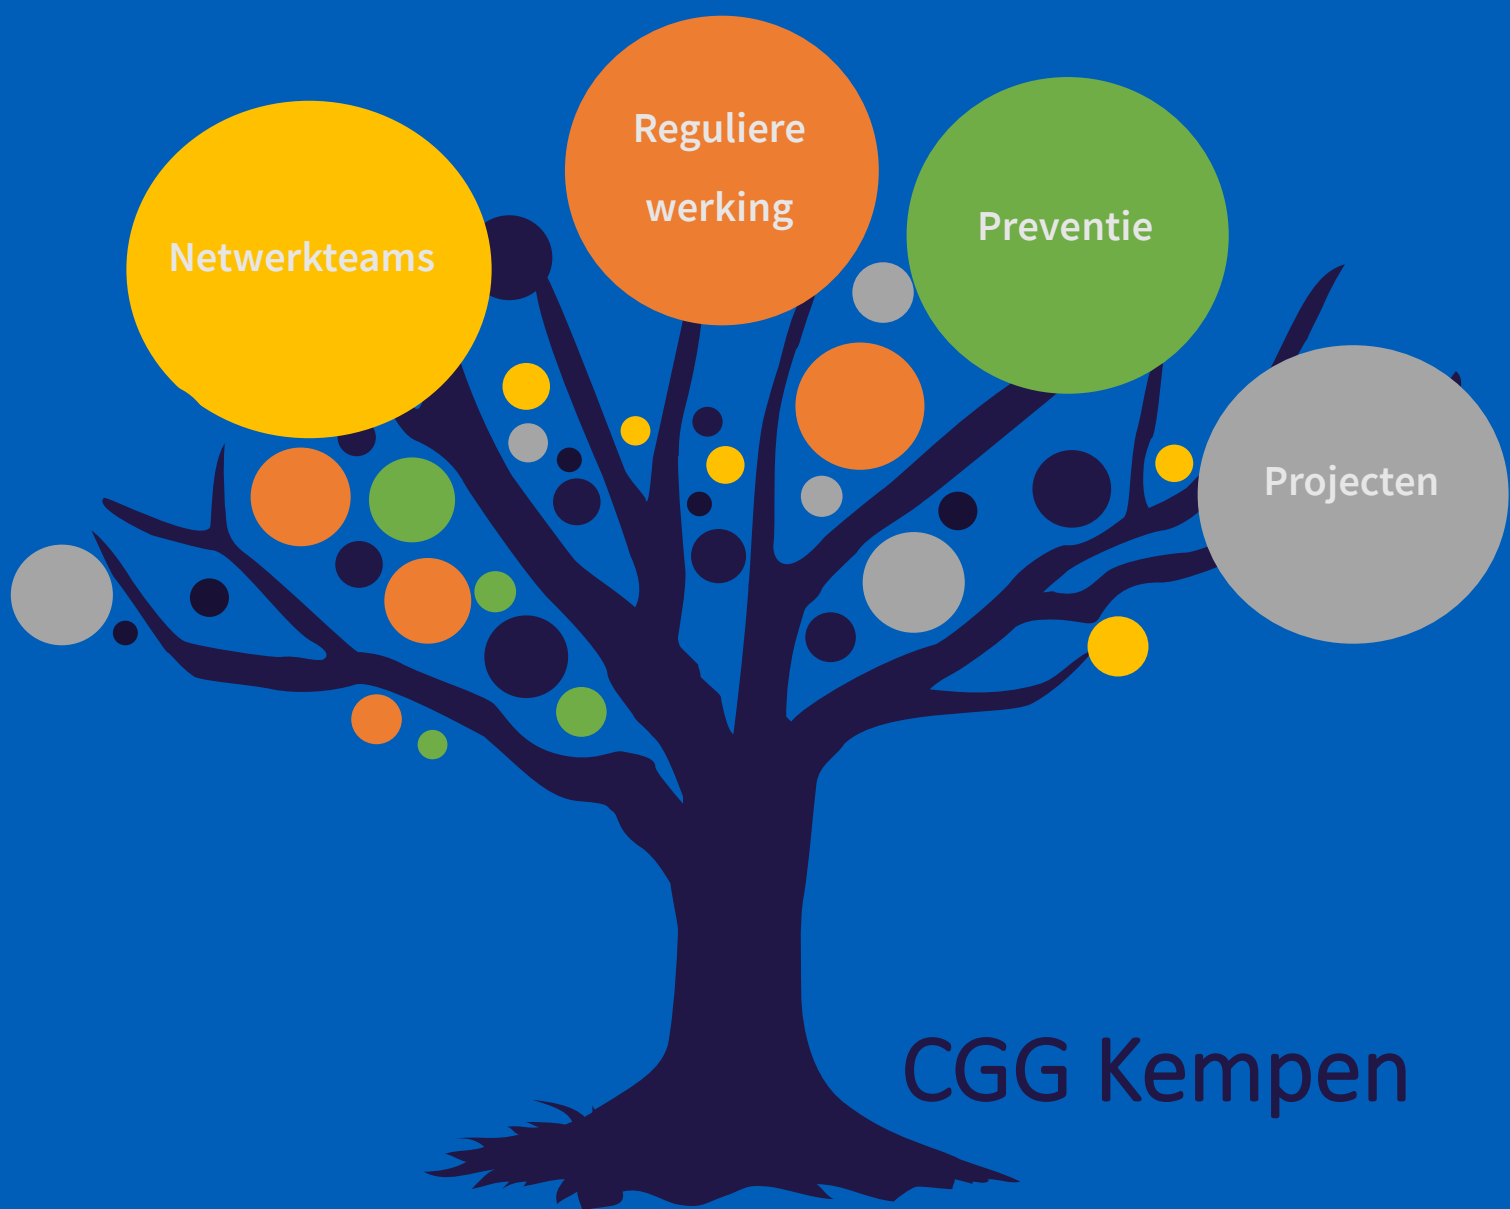 Netwerkteams
Reguliere
werking
Preventie
Projecten
CGG Kempen